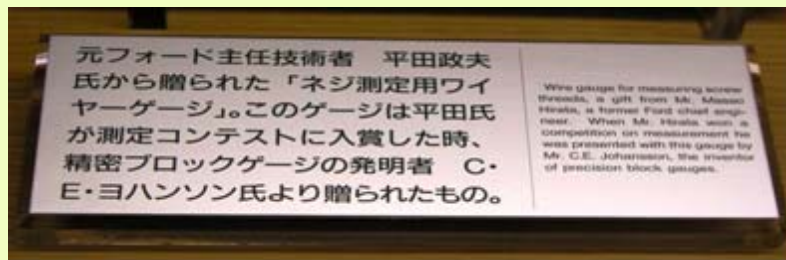 元フォード主任技術者　平田政夫
氏から贈られた「ネジ測定用ワイ
ヤーゲージ」。このゲージは平田氏
が測定コンテストに入賞した時、
精密ブロックゲージの発明者　C・
E・ヨハンソン氏より贈られたもの。
Wire gauge for measuring screw
threads, a gift from Mr. Masao
Hirata, a former Ford chief engi-
neer. When Mr. Hirata won a
competition on measurement he
was presented with this gauge by
Mr. C.E. Johansson, the inventor
of precision block gauges.